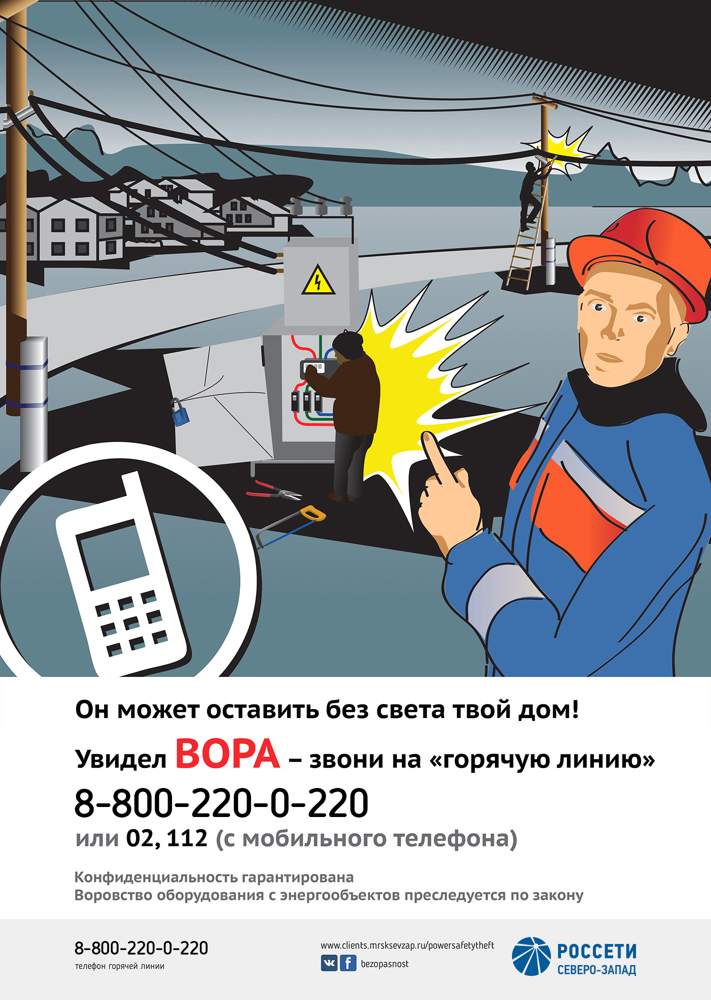 Он может оставить без света твой дом!
Увидел ВОРА – звони на «горячую линию»
8-800-220-0-220
или 02, 112 (с мобильного телефона)
Конфиденциальность гарантирована
Воровство оборудования с энергообъектов преследуется по закону
8-800-220-0-220
телефон горячей линии
www.clients.mrsksevzap.ru/powersafetytheft
bezopasnost
РОССЕТИ
СЕВЕРО-ЗАПАД